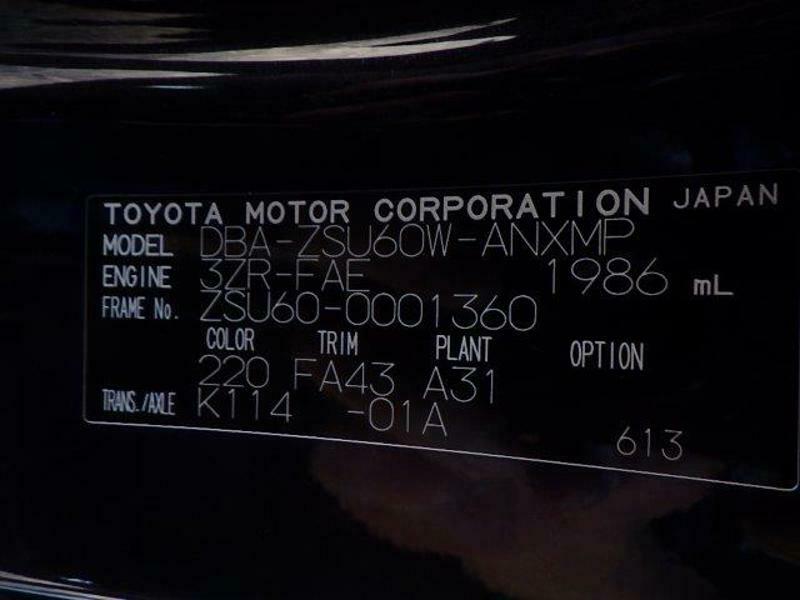 TOYOTA MOTOR CORPORATION JAPAN
MODEL DBA-ZSU60W-ANXMP
ENGINE 3ZR-FAE 1986 mL
FRAME No. ZSU60-0001360
COLOR TRIM PLANT OPTION
220 FA43 A31
TRANS./AXLE K114 -01A
613